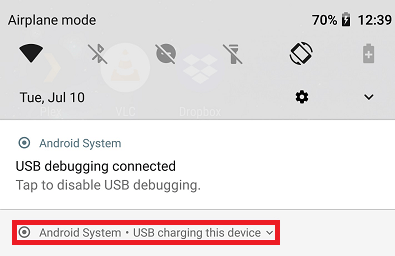 Airplane mode 70% 12:39
VLC Dropbox
Tue, Jul 10
Android System
USB debugging connected
Tap to disable USB debugging.
Android System • USB charging this device